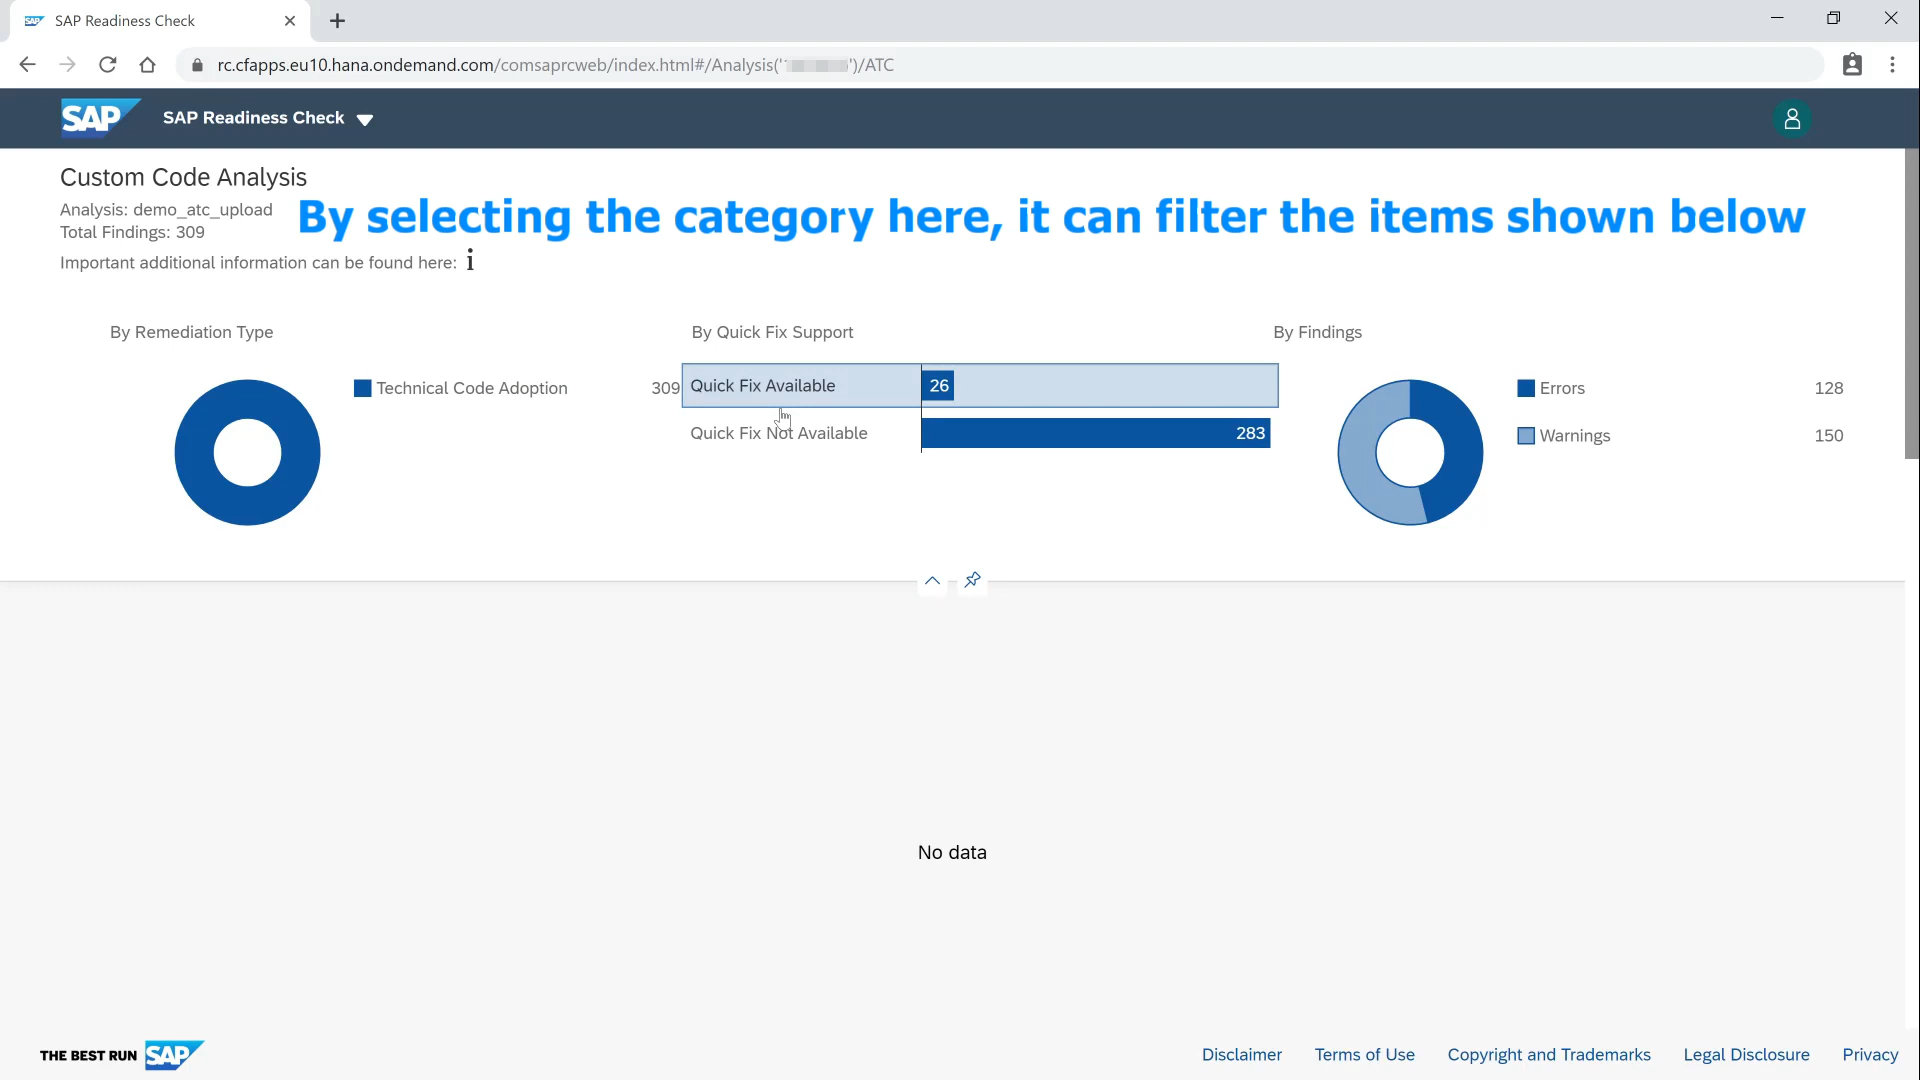 SAP Readiness Check
rc.cfapps.eu10.hana.ondemand.com/comsaprcweb/index.html#/Analysis(' ')/ATC
SAP SAP Readiness Check
Custom Code Analysis
Analysis: demo_atc_upload
Total Findings: 309
By selecting the category here, it can filter the items shown below
Important additional information can be found here: i
By Remediation Type
Technical Code Adoption 309
By Quick Fix Support
Quick Fix Available 26
Quick Fix Not Available 283
By Findings
Errors 128
Warnings 150
No data
THE BEST RUN SAP
Disclaimer Terms of Use Copyright and Trademarks Legal Disclosure Privacy